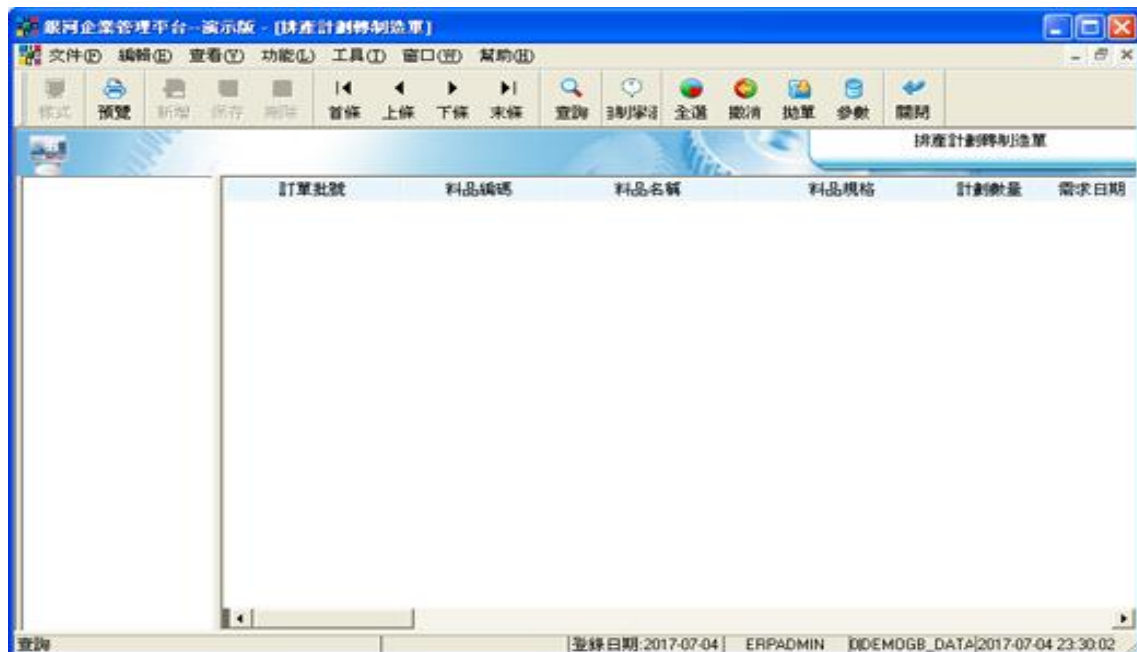 銀河企業管理平台--演示版 - [排產計劃轉制造單]
文件(F) 編輯(E) 查看(Y) 功能(L) 工具(T) 窗口(W) 幫助(H)
樣式 預覽 新增 保存 刪除 首條 上條 下條 末條 查詢 全選 撤消 拋單 參數 關閉
排產計劃轉制造單
訂單批號 料品編碼 料品名稱 料品規格 計劃數量 需求日期
查詢 登錄日期:2017-07-04 ERPADMIN DEMOGB_DATA 2017-07-04 23:30:02